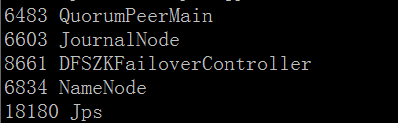 6483 QuorumPeerMain
6603 JournalNode
8661 DFSZKFailoverController
6834 NameNode
18180 Jps